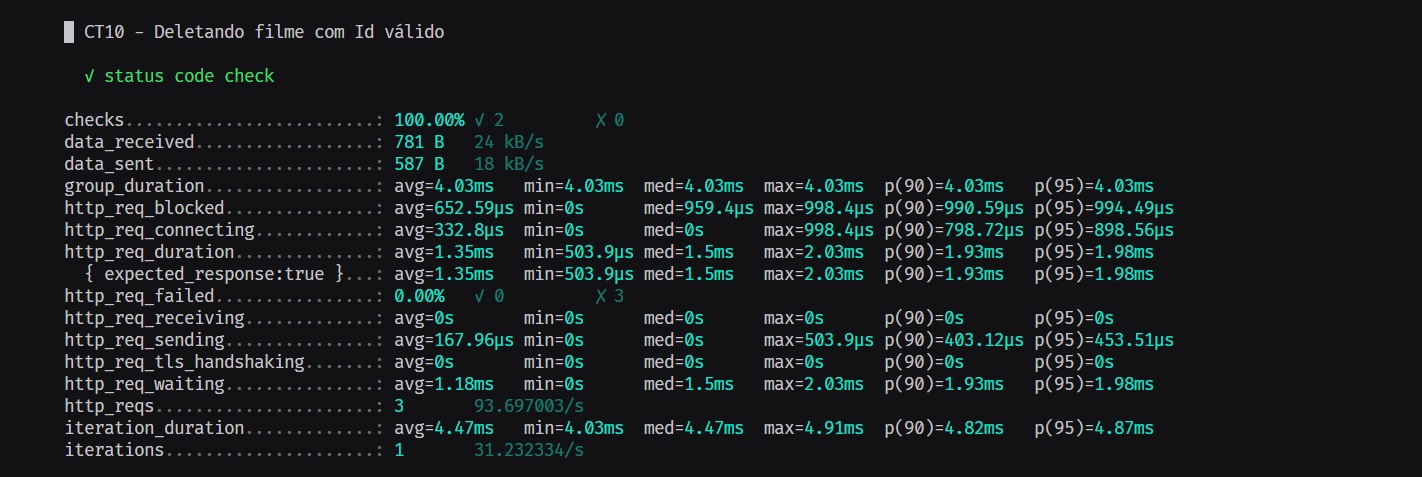 CT10 - Deletando filme com Id válido
✓ status code check
checks.........................: 100.00% ✓ 2 ✗ 0
data_received..................: 781 B 24 kB/s
data_sent......................: 587 B 18 kB/s
group_duration.................: avg=4.03ms min=4.03ms med=4.03ms max=4.03ms p(90)=4.03ms p(95)=4.03ms
http_req_blocked...............: avg=652.59µs min=0s med=959.4µs max=998.4µs p(90)=990.59µs p(95)=994.49µs
http_req_connecting............: avg=332.8µs min=0s med=0s max=998.4µs p(90)=798.72µs p(95)=898.56µs
http_req_duration..............: avg=1.35ms min=503.9µs med=1.5ms max=2.03ms p(90)=1.93ms p(95)=1.98ms
{ expected_response:true }...: avg=1.35ms min=503.9µs med=1.5ms max=2.03ms p(90)=1.93ms p(95)=1.98ms
http_req_failed................: 0.00% ✓ 0 ✗ 3
http_req_receiving.............: avg=0s min=0s med=0s max=0s p(90)=0s p(95)=0s
http_req_sending...............: avg=167.96µs min=0s med=0s max=503.9µs p(90)=403.12µs p(95)=453.51µs
http_req_tls_handshaking.......: avg=0s min=0s med=0s max=0s p(90)=0s p(95)=0s
http_req_waiting...............: avg=1.18ms min=0s med=1.5ms max=2.03ms p(90)=1.93ms p(95)=1.98ms
http_reqs......................: 3 93.697003/s
iteration_duration.............: avg=4.47ms min=4.03ms med=4.47ms max=4.91ms p(90)=4.82ms p(95)=4.87ms
iterations.....................: 1 31.232334/s